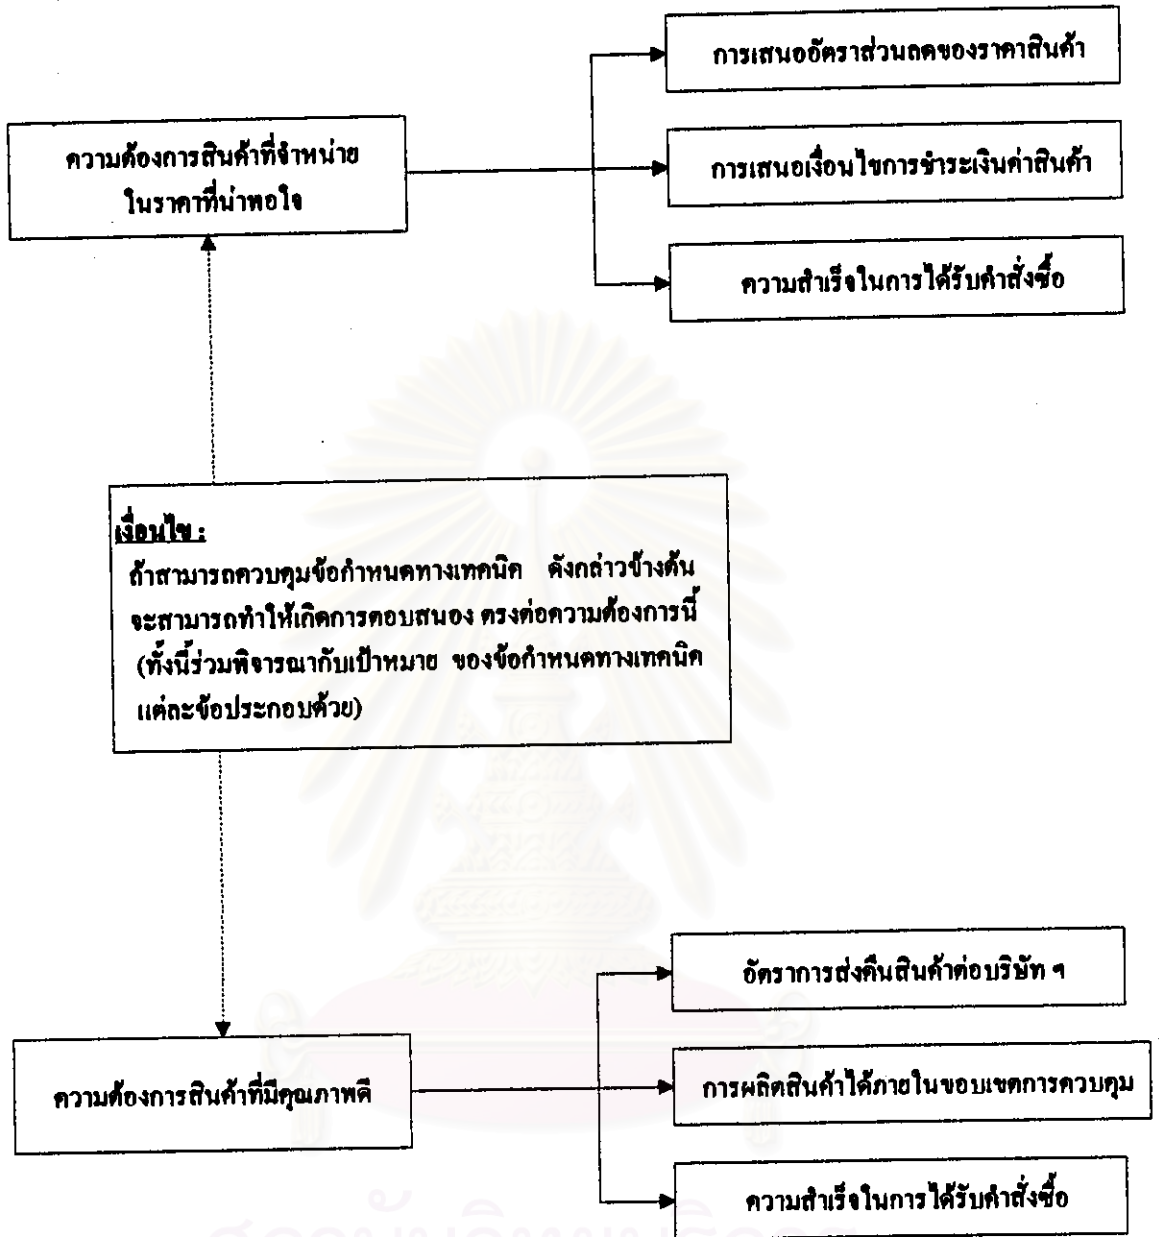 การเสนออัตราส่วนลดของราคาสินค้า
ความต้องการสินค้าที่จำหน่าย
ในราคาที่น่าพอใจ
การเสนอเงื่อนไขการชำระเงินค่าสินค้า
ความสำเร็จในการได้รับคำสั่งซื้อ
เงื่อนไข :
ถ้าสามารถควบคุมข้อกำหนดทางเทคนิค ดังกล่าวข้างต้น
จะสามารถทำให้เกิดการตอบสนอง ตรงต่อความต้องการนี้
(ทั้งนี้ร่วมพิจารณากับเป้าหมาย ของข้อกำหนดทางเทคนิค
แต่ละข้อประกอบด้วย)
อัตราการส่งคืนสินค้าต่อบริษัท ฯ
ความต้องการสินค้าที่มีคุณภาพดี
การผลิตสินค้าได้ภายในขอบเขตการควบคุม
ความสำเร็จในการได้รับคำสั่งซื้อ